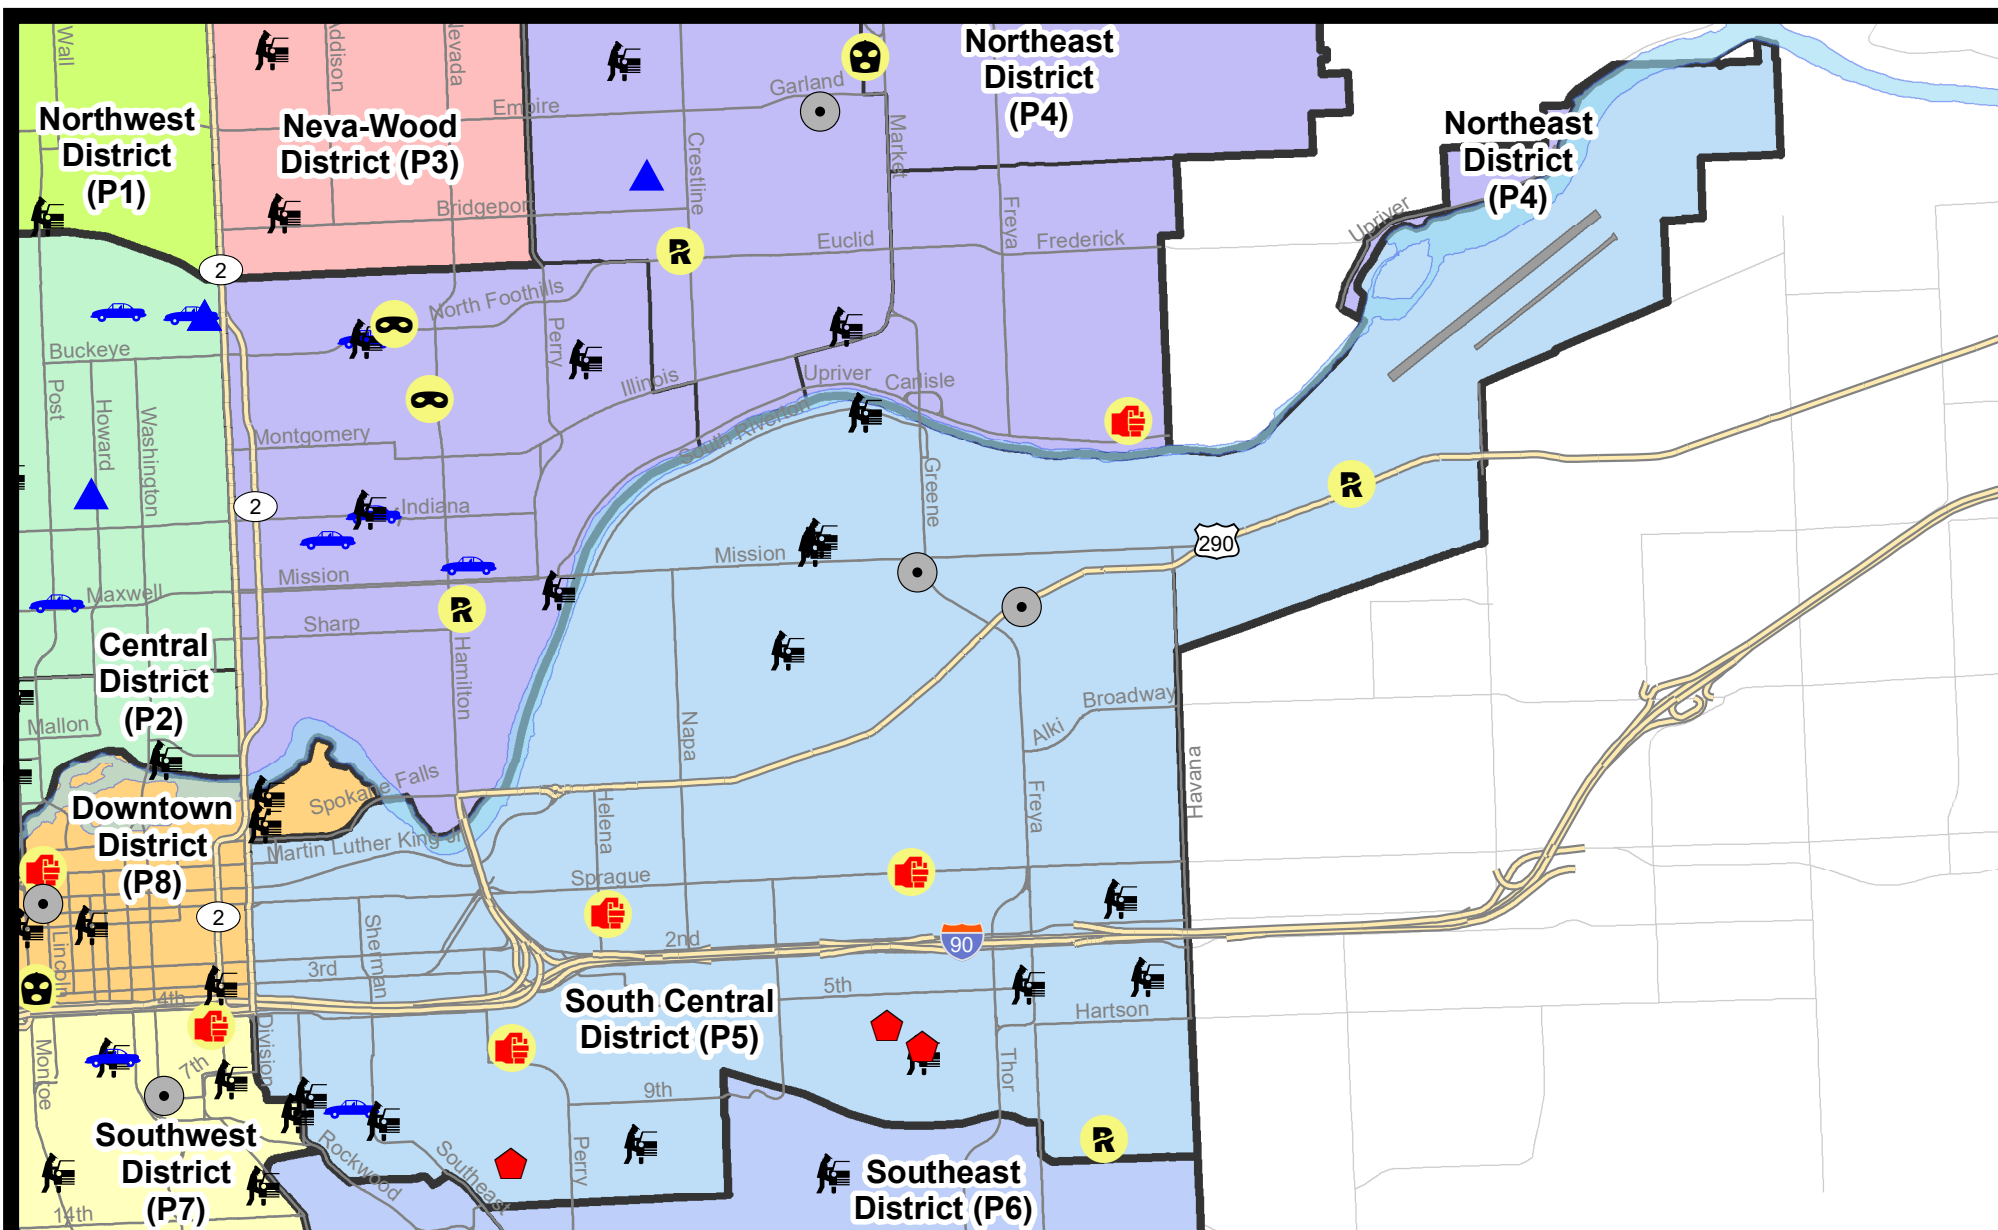 Wall
Addison
Nevada
Northeast
District
(P4)
Garland
Empire
Northwest
District
(P1)
Neva-Wood
District (P3)
Market
Crestline
Northeast
District
(P4)
Bridgeport
Freya
Upriver
Euclid
Frederick
2
North Foothills
Perry
Buckeye
Illinois
Upriver
Carlisle
Post
Howard
Washington
Montgomery
South Riverton
R
Greene
R
2
Indiana
290
Mission
Mission
Maxwell
R
Sharp
Central
District
(P2)
Hamilton
Napa
Broadway
Alki
Mallon
Havana
Spokane Falls
Helena
Freya
Downtown
District
(P8)
Martin Luther King Jr
Sprague
2
Sherman
Lincoln
2nd
90
3rd
4th
5th
South Central
District (P5)
Hartson
Division
Monroe
7th
Thor
9th
R
Southwest
District
(P7)
Rockwood
Southeast
Perry
Southeast
District (P6)
14th